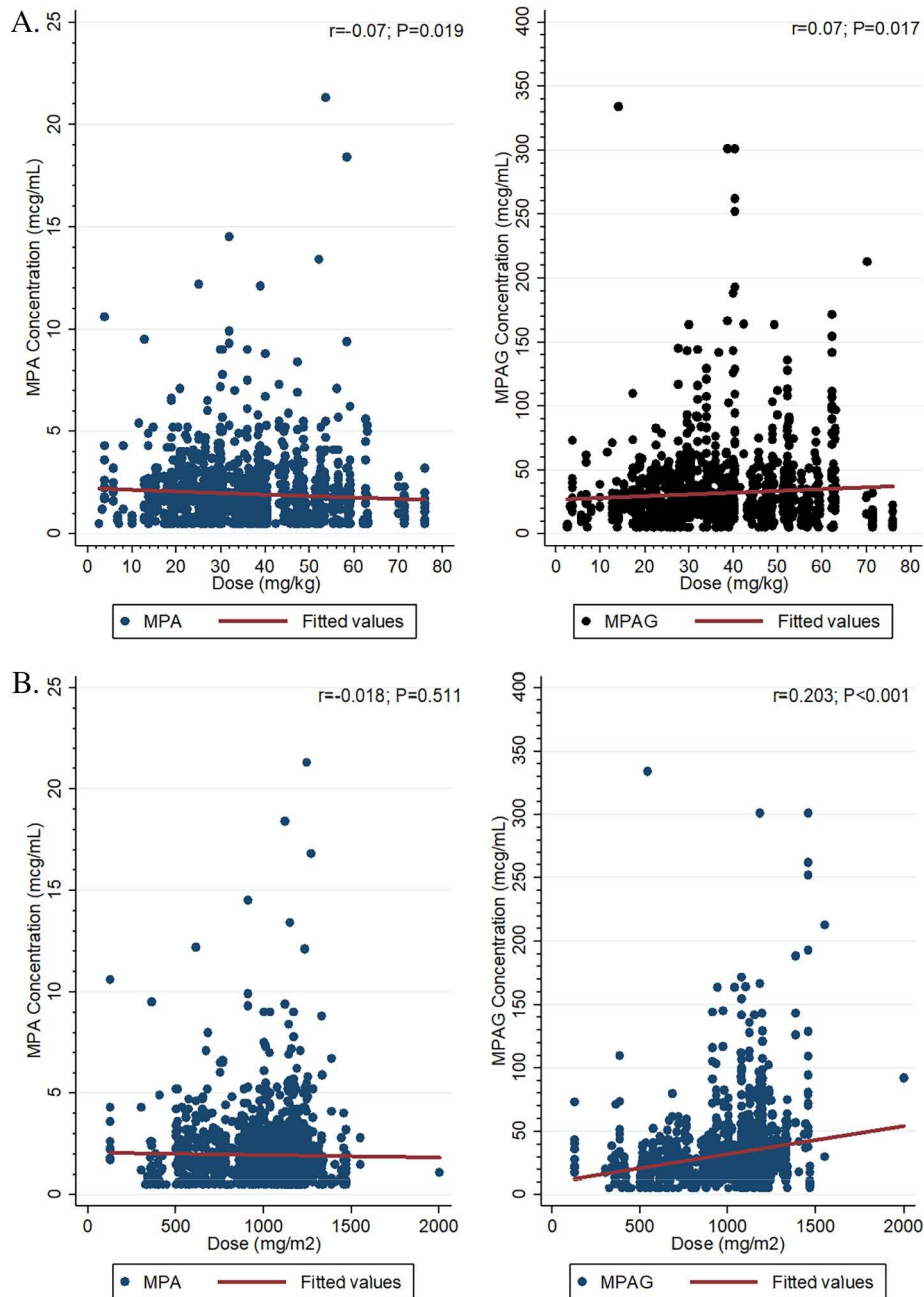 A.
r=-0.07; P=0.019
MPA Concentration (mcg/mL)
25
20
15
10
5
0
0 10 20 30 40 50 60 70 80
Dose (mg/kg)
MPA Fitted values
r=0.07; P=0.017
MPAG Concentration (mcg/mL)
400
350
300
250
200
150
100
50
0
0 10 20 30 40 50 60 70 80
Dose (mg/kg)
MPAG Fitted values
B.
r=-0.018; P=0.511
MPA Concentration (mcg/mL)
25
20
15
10
5
0
0 500 1000 1500 2000
Dose (mg/m2)
MPA Fitted values
r=0.203; P<0.001
MPAG Concentration (mcg/mL)
400
350
300
250
200
150
100
50
0
0 500 1000 1500 2000
Dose (mg/m2)
MPAG Fitted values